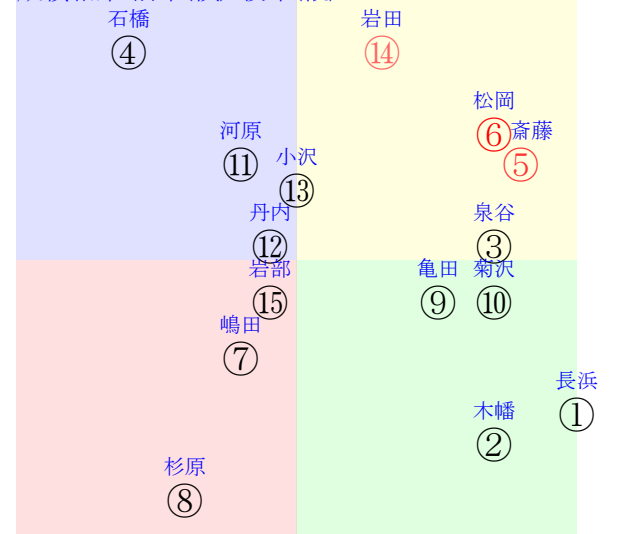 石橋
④
岩田
⑭
松岡
⑥
斎藤
⑤
河原
⑪
小沢
⑬
丹内
⑫
泉谷
③
岩部
⑮
亀田
⑨
菊沢
⑩
嶋田
⑦
長浜
①
木幡
②
杉原
⑧